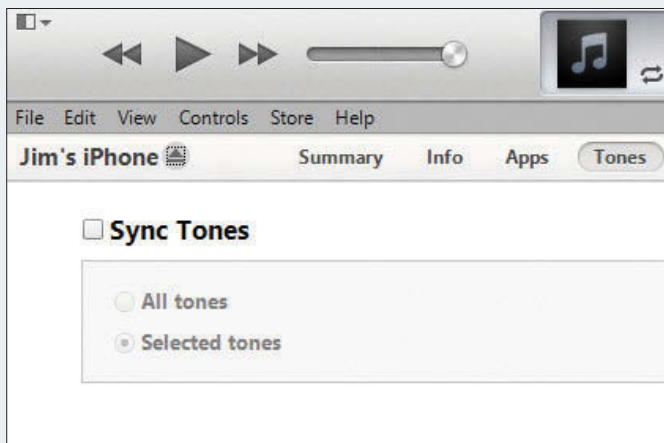 File Edit View Controls Store Help
Jim's iPhone Summary Info Apps Tones
Sync Tones
All tones
Selected tones